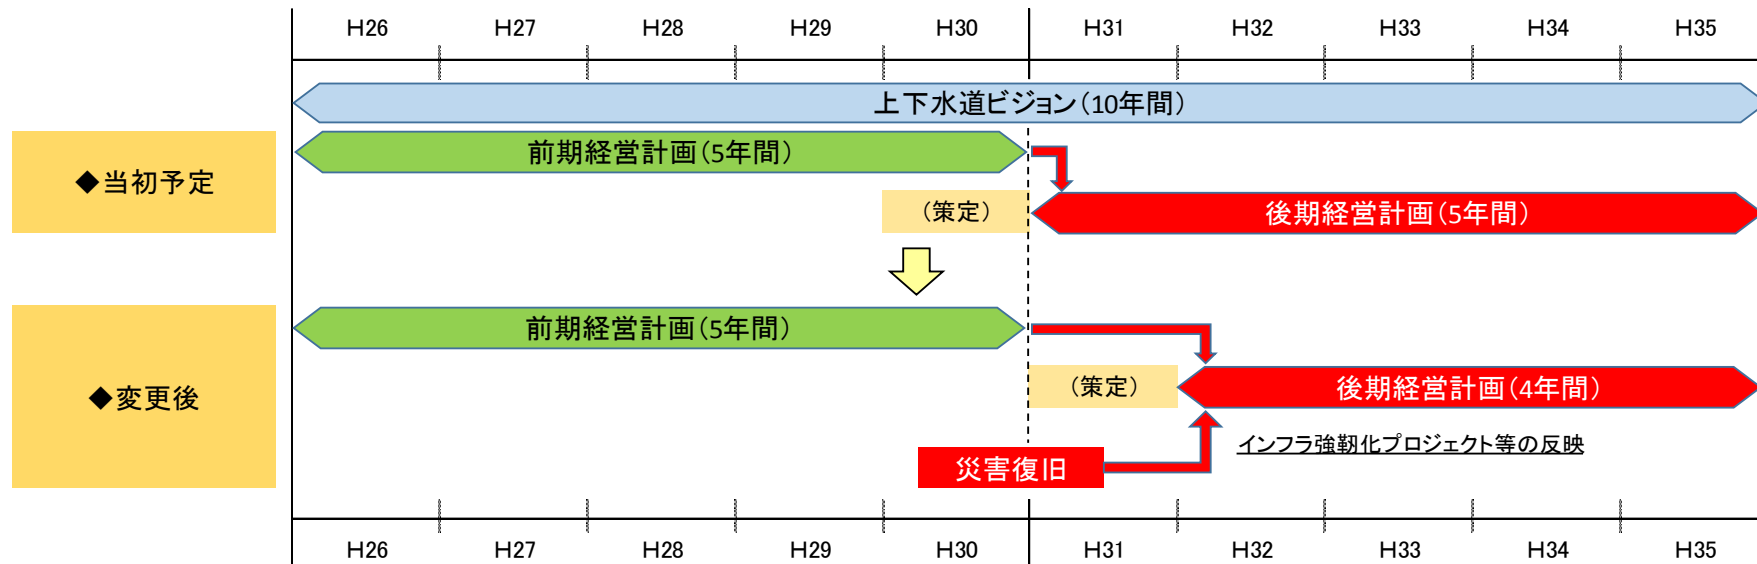 H26 H27 H28 H29 H30 H31 H32 H33 H34 H35
上下水道ビジョン(10年間)
◆当初予定
前期経営計画(5年間)
(策定)
後期経営計画(5年間)
◆変更後
前期経営計画(5年間)
(策定)
後期経営計画(4年間)
インフラ強靱化プロジェクト等の反映
災害復旧
H26 H27 H28 H29 H30 H31 H32 H33 H34 H35